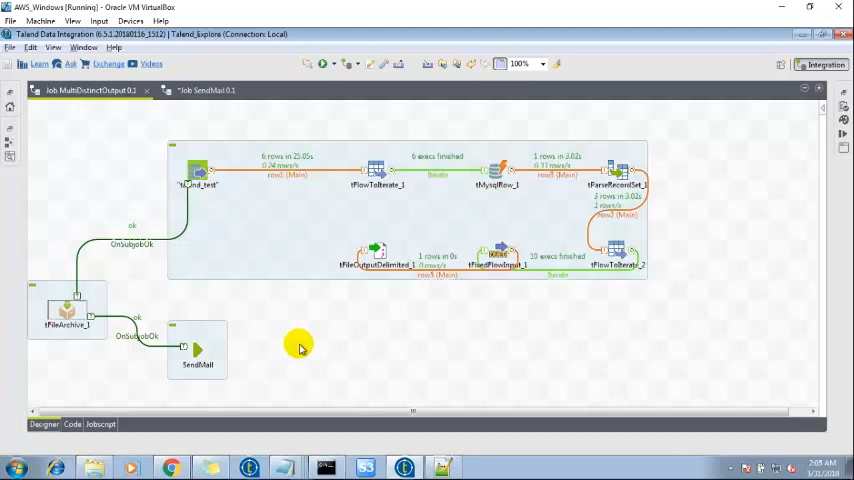 AWS_Windows [Running] - Oracle VM VirtualBox
File Machine View Input Devices Help
Talend Data Integration (6.5.1.20180116_1512) | Talend_Explore (Connection: Local)
File Edit View Window Help
Learn Ask Exchange Videos 100% Integration
Job MultiDistinctOutput 0.1 *Job SendMail 0.1
6 rows in 25.05s 6 execs finished 1 rows in 3.02s
0.24 rows/s 0.33 rows/s
row1 (Main) Iterate (Main)
tFlowToIterate_1 tMysqlRow_1 tParseRecordSet_1
3 rows in 3.02s
1 rows/s
row2 (Main)
ok
OnSubjobOk
1 rows in 0s 10 execs finished
0 rows/s
tFileOutputDelimited_1 tFixedFlowInput_1 tFlowToIterate_2
row3 (Main) Iterate
ok
tFileArchive_1
OnSubjobOk
SendMail
Designer Code Jobscript
S3
2:05 AM
1/31/2018